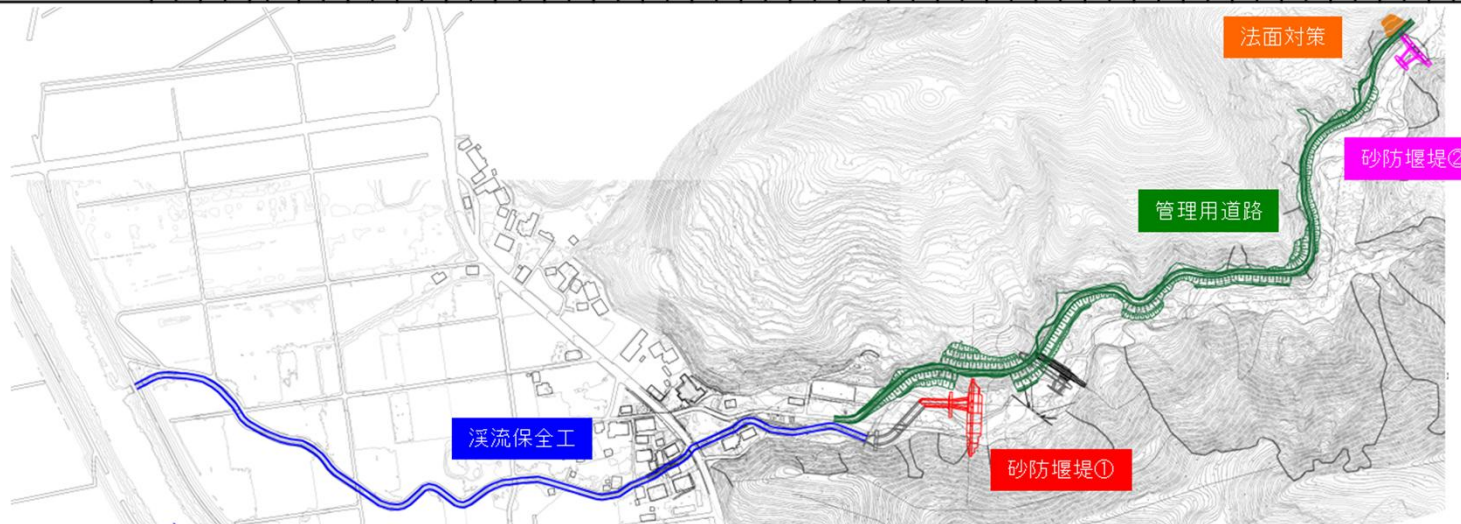 法面対策
砂防堰堤②
管理用道路
渓流保全工
砂防堰堤①